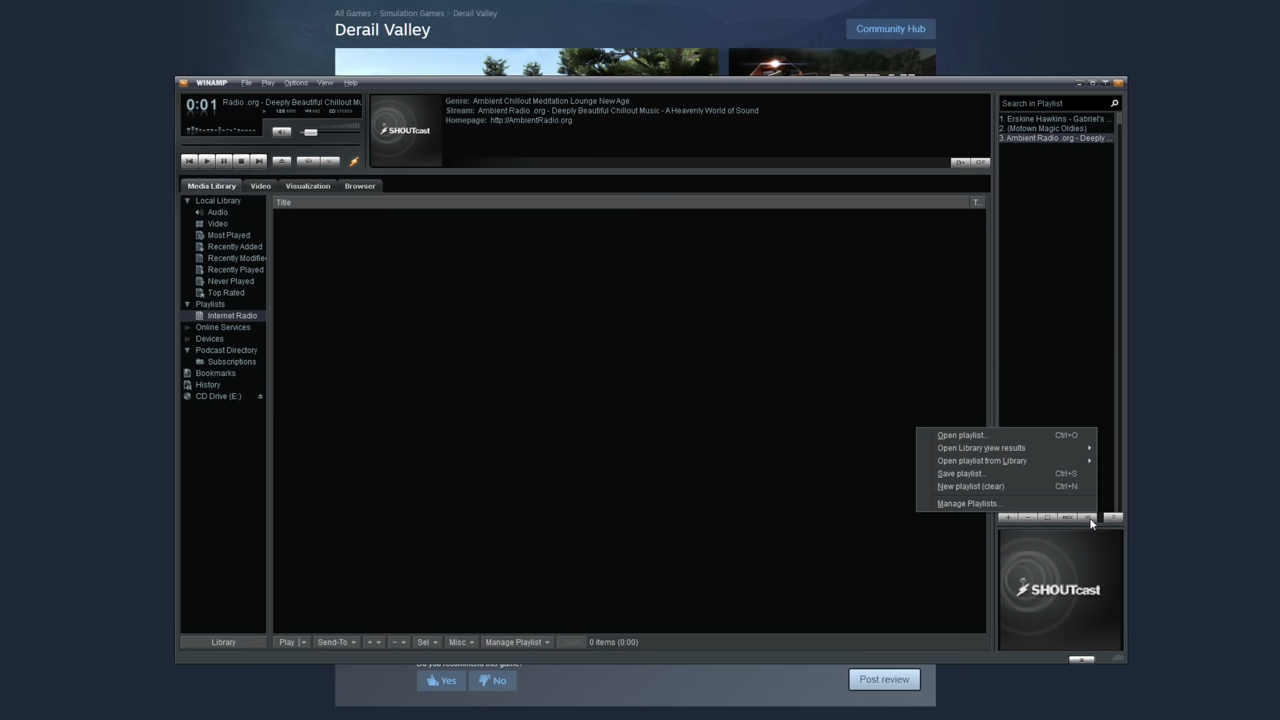 All Games > Simulation Games > Derail Valley
Derail Valley
Community Hub
WINAMP File Play Options View Help
0:01 Radio .org - Deeply Beautiful Chillout Mu
Genre: Ambient Chillout Meditation Lounge New Age
Stream: Ambient Radio .org - Deeply Beautiful Chillout Music - A Heavenly World of Sound
Homepage: http://AmbientRadio.org
SHOUTcast
Search in Playlist
1. Erskine Hawkins - Gabriel's ...
2. (Motown Magic Oldies)
3. Ambient Radio .org - Deeply ...
Media Library Video Visualization Browser
Local Library
Audio
Video
Most Played
Recently Added
Recently Modifie
Recently Played
Never Played
Top Rated
Playlists
Internet Radio
Online Services
Devices
Podcast Directory
Subscriptions
Bookmarks
History
CD Drive (E:)
Title T...
Open playlist... Ctrl+O
Open Library view results
Open playlist from Library
Save playlist... Ctrl+S
New playlist (clear) Ctrl+N
Manage Playlists...
SHOUTcast
Library
Play Send-To + - Sel Misc Manage Playlist 0 items (0:00)
Do you recommend this game?
Yes No
Post review